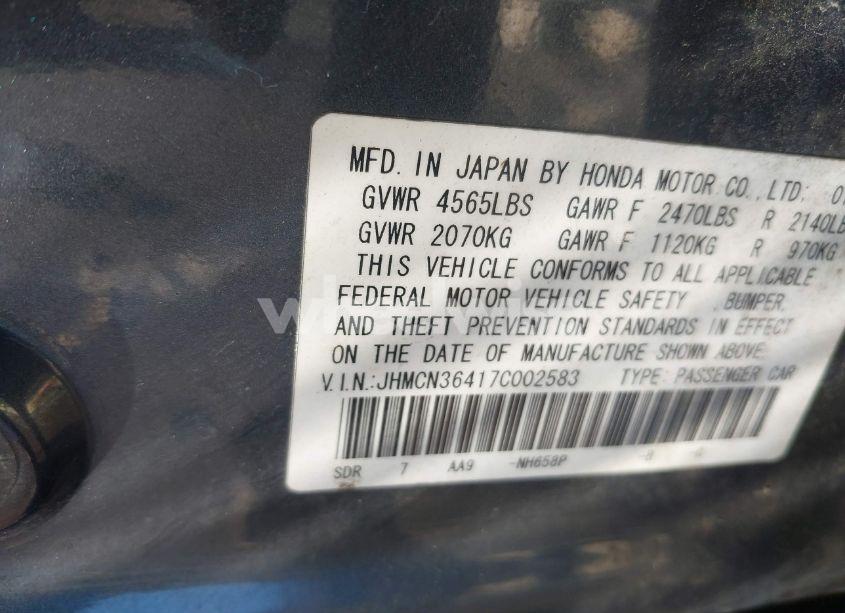 MFD. IN JAPAN BY HONDA MOTOR CO.,LTD;
GVWR 4565LBS GAWR F 2470LBS R 2140LB
GVWR 2070KG GAWR F 1120KG R 970KG
THIS VEHICLE CONFORMS TO ALL APPLICABLE
FEDERAL MOTOR VEHICLE SAFETY , BUMPER,
AND THEFT PREVENTION STANDARDS IN EFFECT
ON THE DATE OF MANUFACTURE SHOWN ABOVE.
V.I.N.:JHMCN36417C002583 TYPE: PASSENGER CAR
SDR 7 AA9 -NH658P